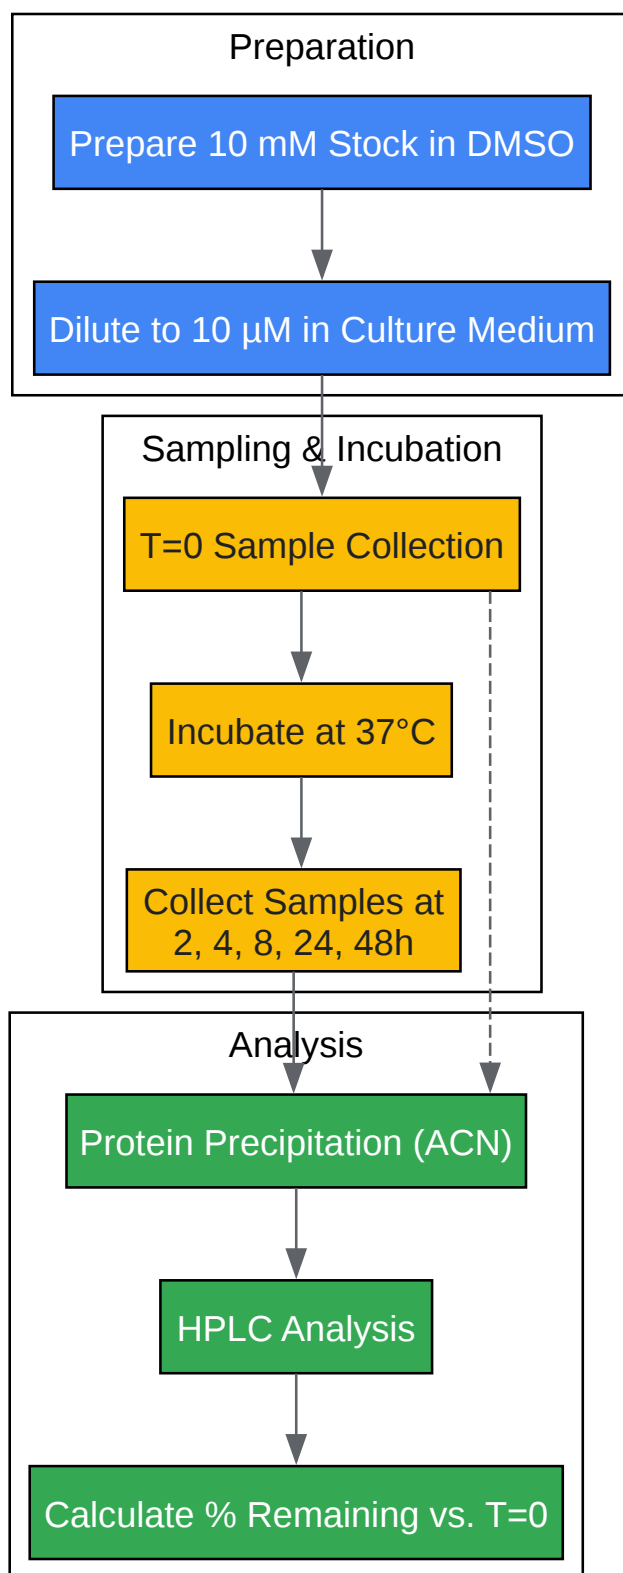 Preparation
Prepare 10 mM Stock in DMSO
Dilute to 10 µM in Culture Medium
Sampling & Incubation
T=0 Sample Collection
Incubate at 37°C
Collect Samples at
2, 4, 8, 24, 48h
Analysis
Protein Precipitation (ACN)
HPLC Analysis
Calculate % Remaining vs. T=0